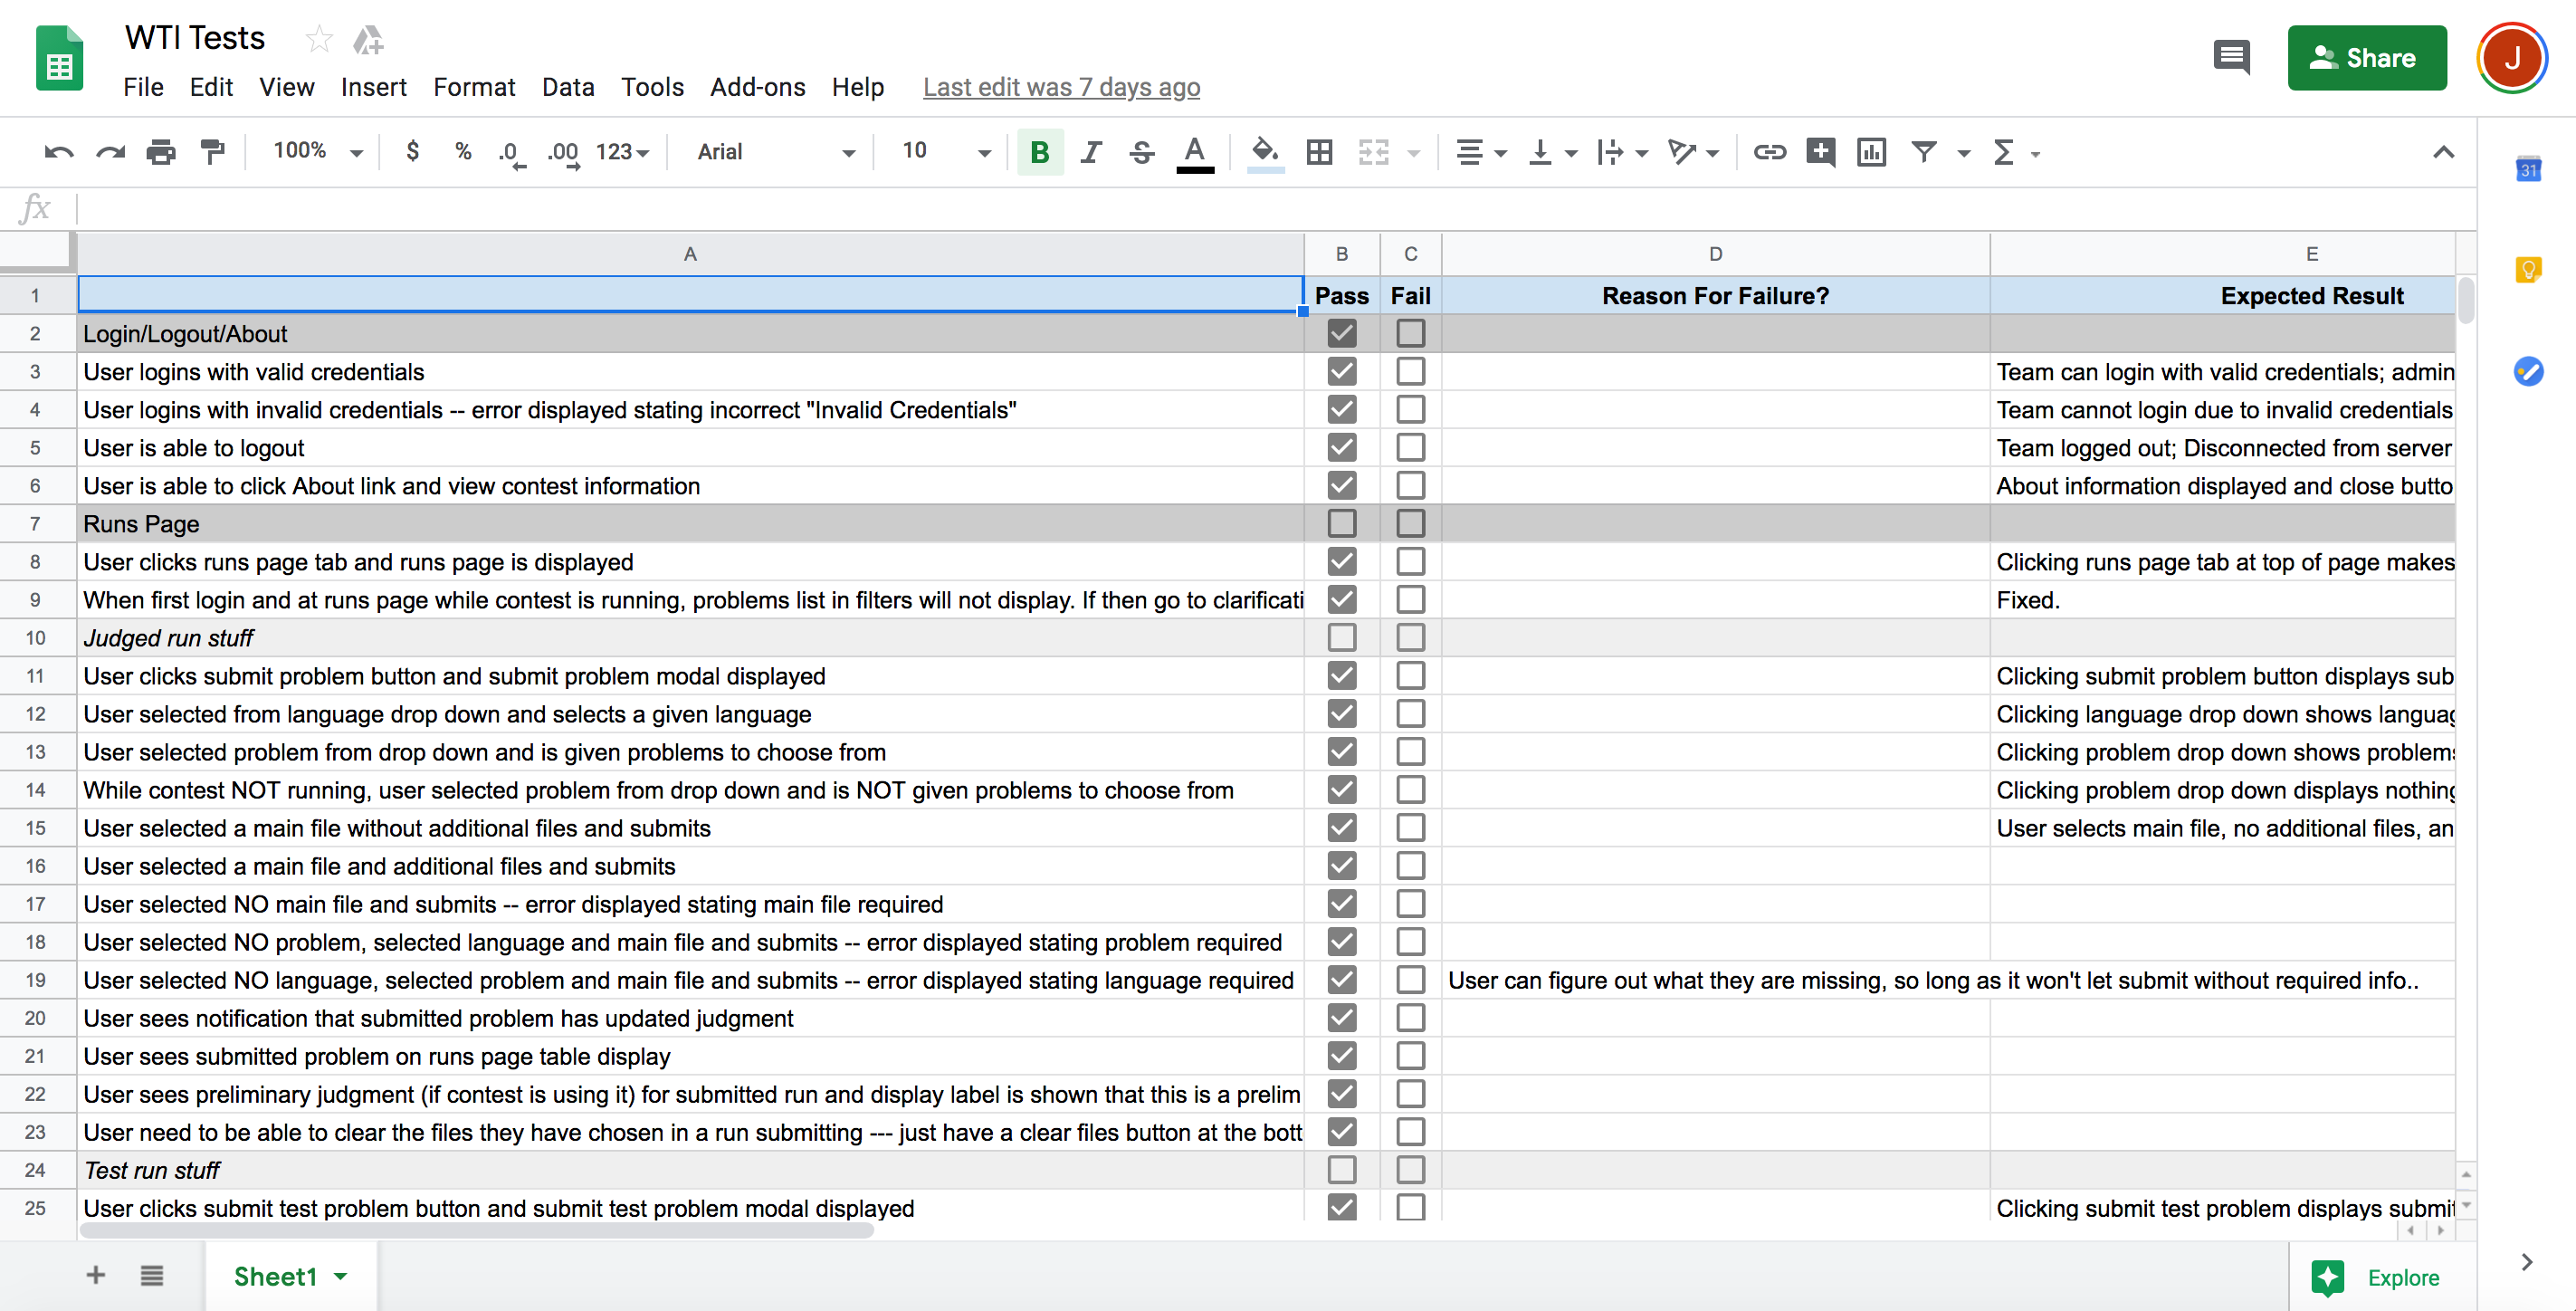 WTI Tests
File Edit View Insert Format Data Tools Add-ons Help Last edit was 7 days ago
Share
J
100% $ % .0 .00 123 Arial 10 B I S A
31
fx
A B C D E
1 Pass Fail Reason For Failure? Expected Result
2 Login/Logout/About
3 User logins with valid credentials Team can login with valid credentials; admin
4 User logins with invalid credentials -- error displayed stating incorrect "Invalid Credentials" Team cannot login due to invalid credentials
5 User is able to logout Team logged out; Disconnected from server
6 User is able to click About link and view contest information About information displayed and close butto
7 Runs Page
8 User clicks runs page tab and runs page is displayed Clicking runs page tab at top of page makes
9 When first login and at runs page while contest is running, problems list in filters will not display. If then go to clarificati Fixed.
10 Judged run stuff
11 User clicks submit problem button and submit problem modal displayed Clicking submit problem button displays sub
12 User selected from language drop down and selects a given language Clicking language drop down shows languag
13 User selected problem from drop down and is given problems to choose from Clicking problem drop down shows problems
14 While contest NOT running, user selected problem from drop down and is NOT given problems to choose from Clicking problem drop down displays nothing
15 User selected a main file without additional files and submits User selects main file, no additional files, an
16 User selected a main file and additional files and submits
17 User selected NO main file and submits -- error displayed stating main file required
18 User selected NO problem, selected language and main file and submits -- error displayed stating problem required
19 User selected NO language, selected problem and main file and submits -- error displayed stating language required User can figure out what they are missing, so long as it won't let submit without required info..
20 User sees notification that submitted problem has updated judgment
21 User sees submitted problem on runs page table display
22 User sees preliminary judgment (if contest is using it) for submitted run and display label is shown that this is a prelim
23 User need to be able to clear the files they have chosen in a run submitting --- just have a clear files button at the bott
24 Test run stuff
25 User clicks submit test problem button and submit test problem modal displayed Clicking submit test problem displays submit
Sheet1
Explore